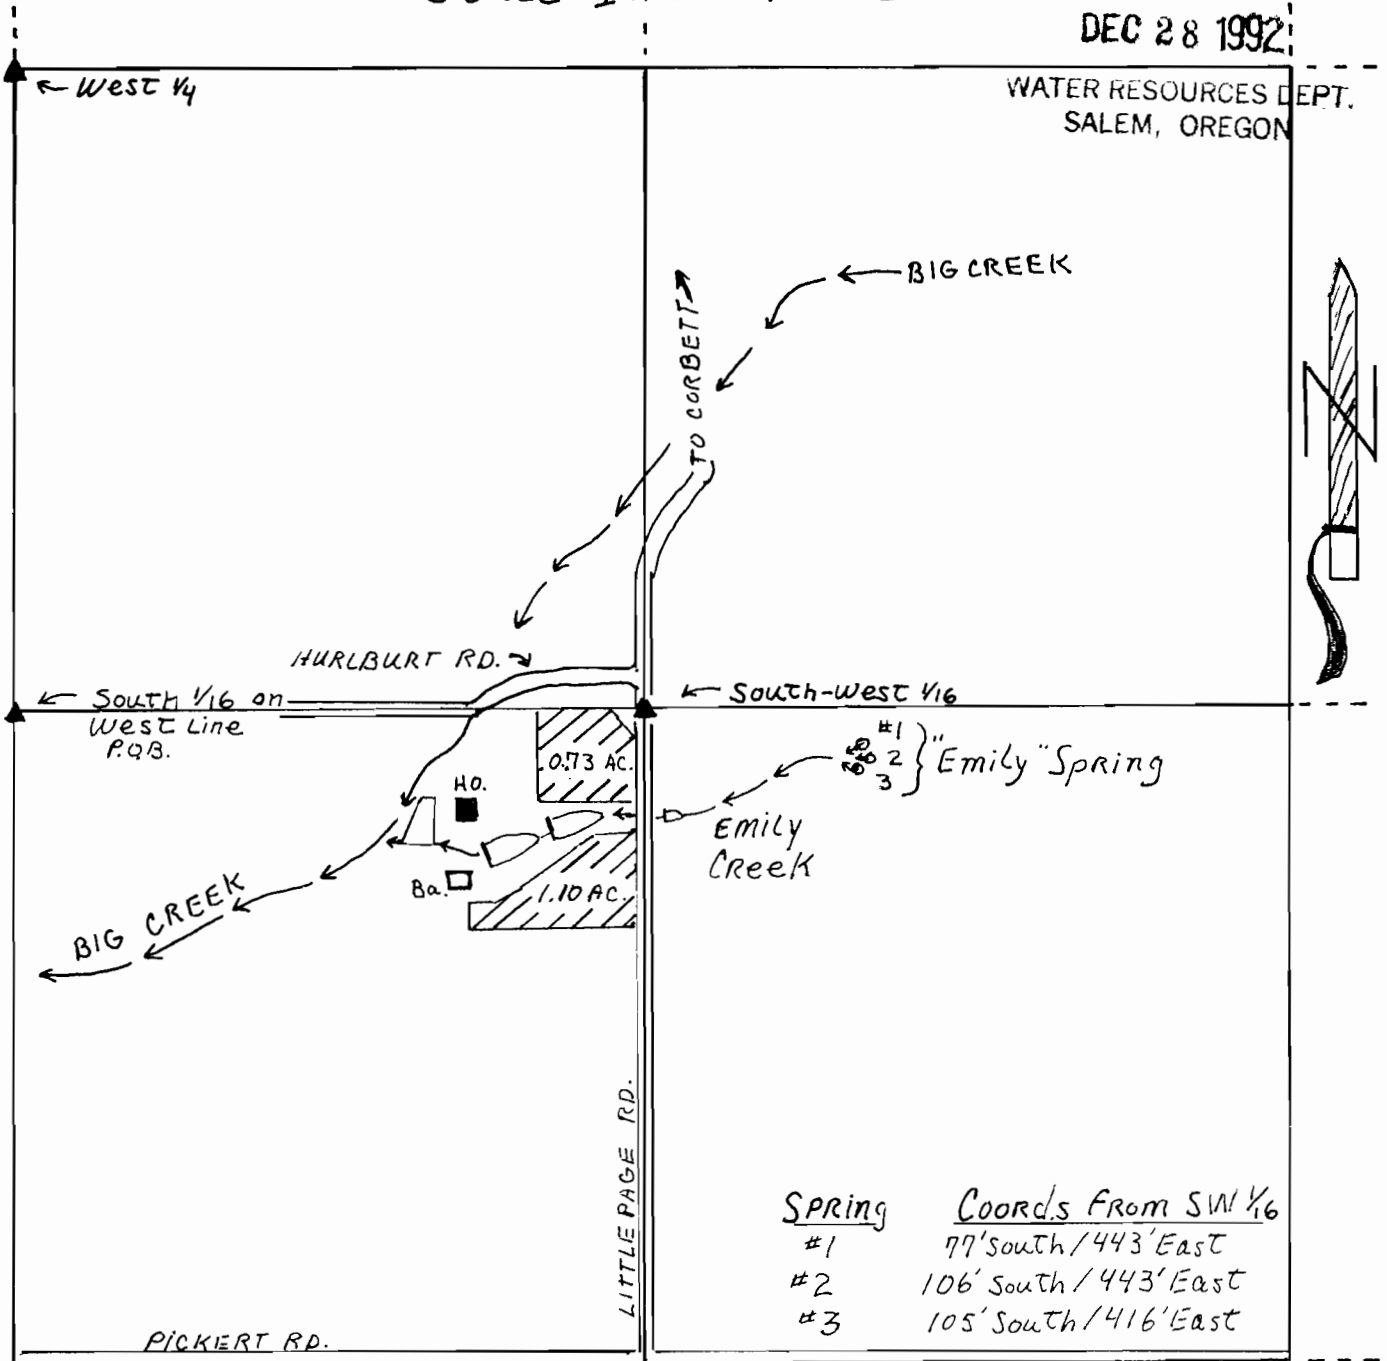 DEC 28 1992
WATER RESOURCES DEPT.
SALEM, OREGON
← West 1/4
← BIG CREEK
TO CORBETT
N
HURLBURT RD.
← South 1/16 on
West Line
P.O.B.
← South-West 1/16
#1
2
3
"Emily" Spring
0.73 AC.
HO.
EMILY
CREEK
Ba.
1.10 AC.
BIG CREEK
LITTLE PAGE RD.
SPRING Coords From SW 1/16
#1 77' South / 443' East
#2 106' South / 443' East
#3 105' South / 416' East
PICKERT RD.